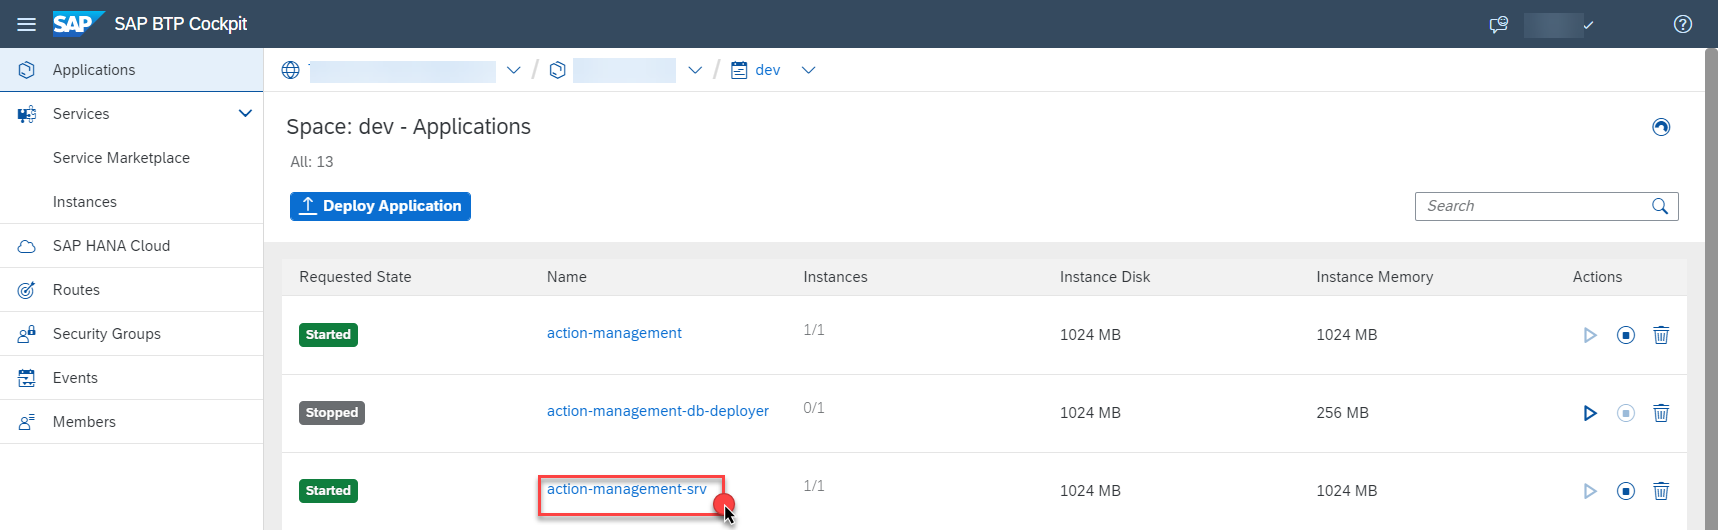 SAP SAP BTP Cockpit
Applications
dev
Services
Space: dev - Applications
Service Marketplace
All: 13
Instances
Deploy Application
Search
SAP HANA Cloud
Requested State Name Instances Instance Disk Instance Memory Actions
Routes
Security Groups
Started action-management 1/1 1024 MB 1024 MB
Events
Stopped action-management-db-deployer 0/1 1024 MB 256 MB
Members
Started action-management-srv 1/1 1024 MB 1024 MB